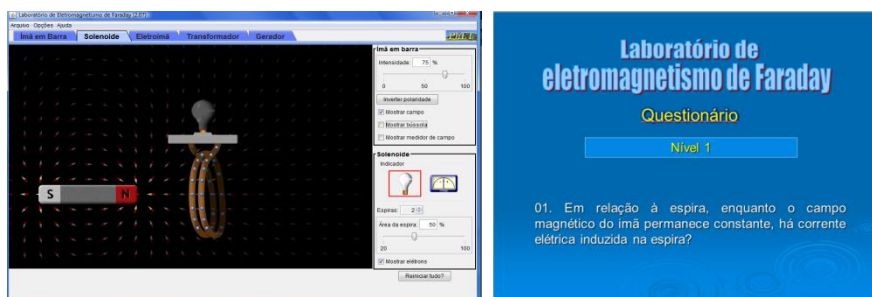 Laboratório de Eletromagnetismo de Faraday
Arquivo Opções Ajuda
Imã em Barra Solenoide Eletroimã Transformador Gerador
Imã em barra
Intensidade: 75 %
0 50 100
Inverter polaridade
Mostrar campo
Mostrar bússola
Mostrar medidor de campo
S N
Solenoide
Indicador
Espiras: 2
Área da espira: 50 %
20 100
Mostrar elétrons
Reiniciar tudo?
Laboratório de
eletromagnetismo de Faraday
Questionário
Nível 1
01. Em relação à espira, enquanto o campo
magnético do imã permanece constante, há corrente
elétrica induzida na espira?